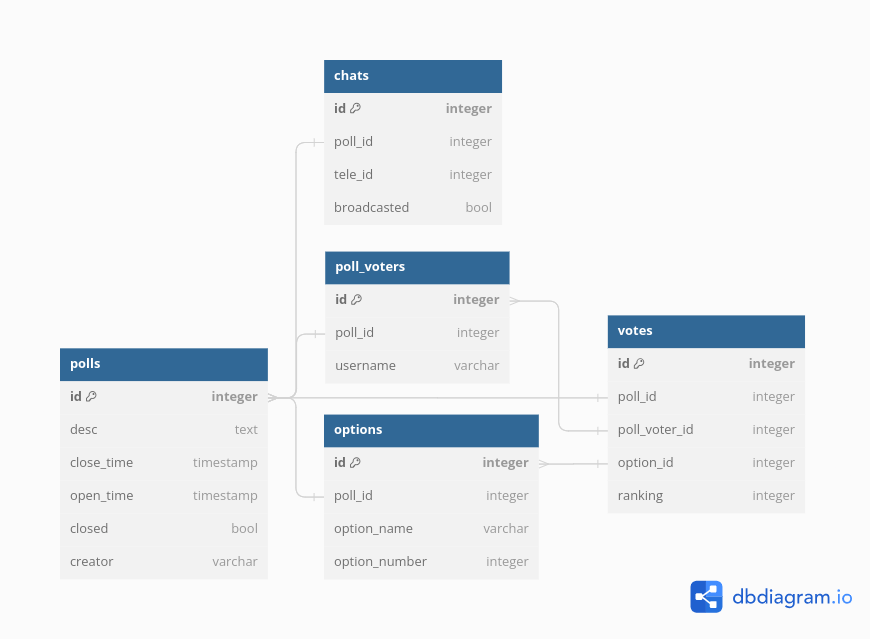 chats
id integer
poll_id integer
tele_id integer
broadcasted bool
poll_voters
id integer
poll_id integer
username varchar
polls
id integer
desc text
close_time timestamp
open_time timestamp
closed bool
creator varchar
options
id integer
poll_id integer
option_name varchar
option_number integer
votes
id integer
poll_id integer
poll_voter_id integer
option_id integer
ranking integer
dbdiagram.io